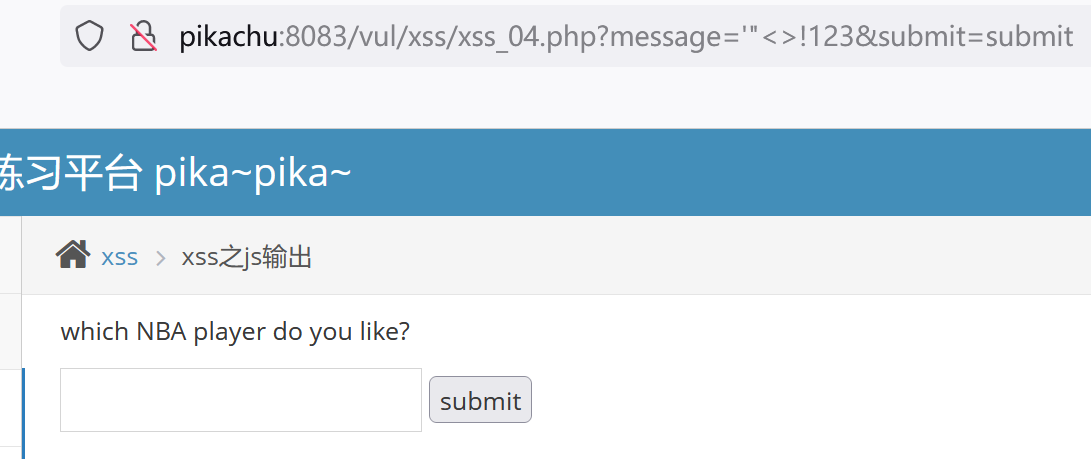 pikachu:8083/vul/xss/xss_04.php?message='"<>!123&submit=submit
练习平台 pika~pika~
xss > xss之js输出
which NBA player do you like?
submit